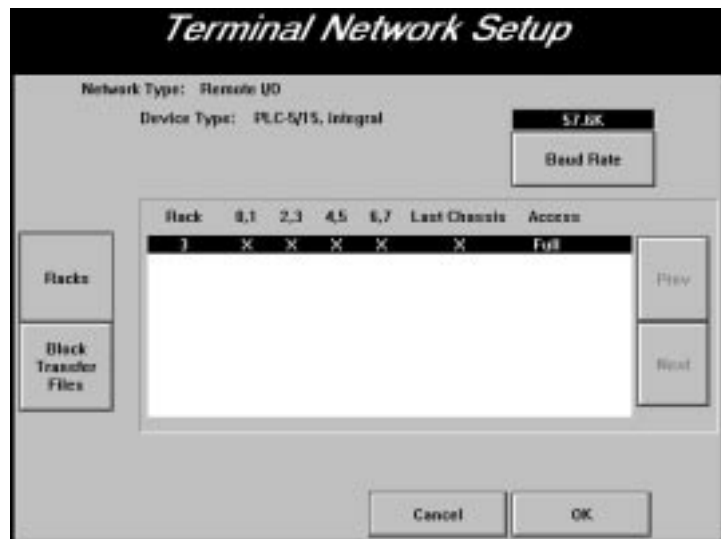 Terminal Network Setup
Network Type: Remote I/O
Device Type: PLC-5/15, Integral
57.6K
Baud Rate
Rack 0,1 2,3 4,5 6,7 Last Chassis Access
3 X X X X X Full
Racks
Prev
Block
Transfer
Files
Next
Cancel
OK